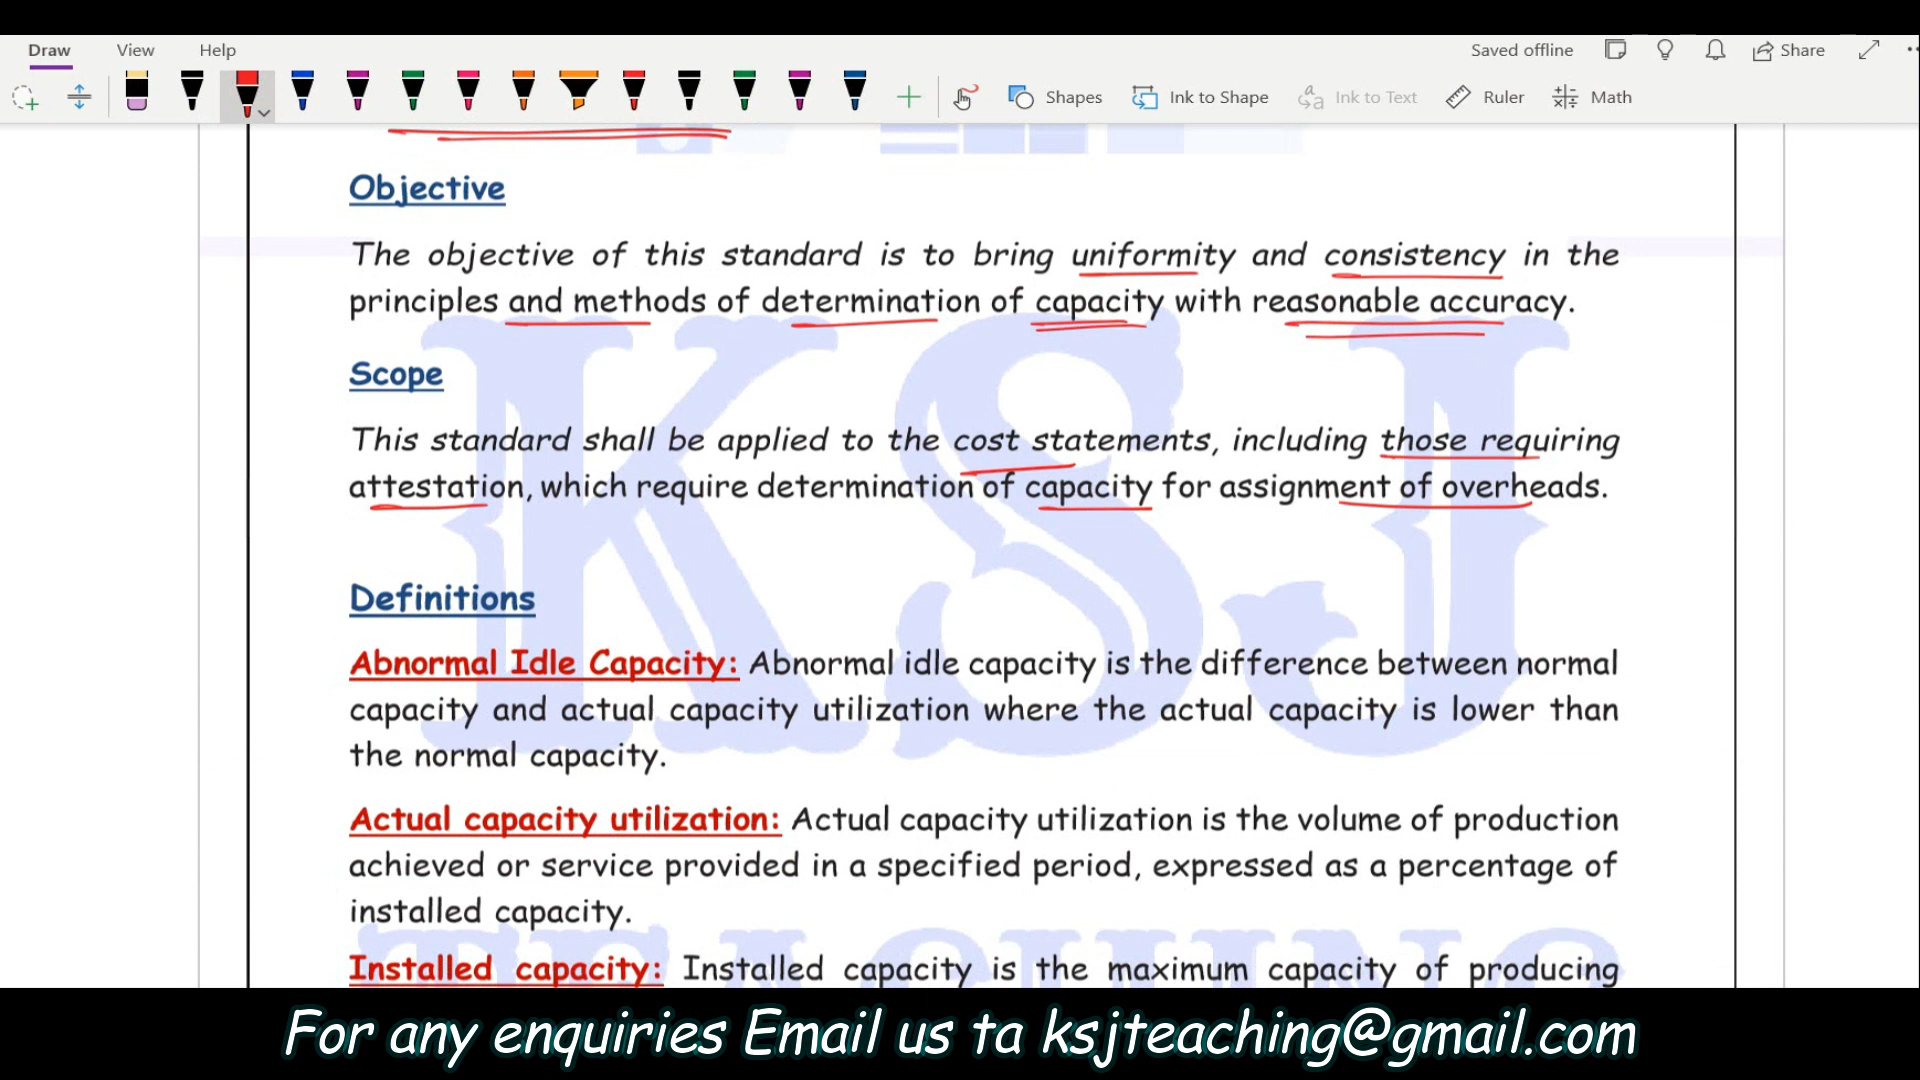 Draw View Help Saved offline Share
Shapes Ink to Shape Ink to Text Ruler Math
Objective
The objective of this standard is to bring uniformity and consistency in the
principles and methods of determination of capacity with reasonable accuracy.
Scope
This standard shall be applied to the cost statements, including those requiring
attestation, which require determination of capacity for assignment of overheads.
Definitions
Abnormal Idle Capacity: Abnormal idle capacity is the difference between normal
capacity and actual capacity utilization where the actual capacity is lower than
the normal capacity.
Actual capacity utilization: Actual capacity utilization is the volume of production
achieved or service provided in a specified period, expressed as a percentage of
installed capacity.
Installed capacity: Installed capacity is the maximum capacity of producing
KSJ
TEACHING
For any enquiries Email us ta ksjteaching@gmail.com